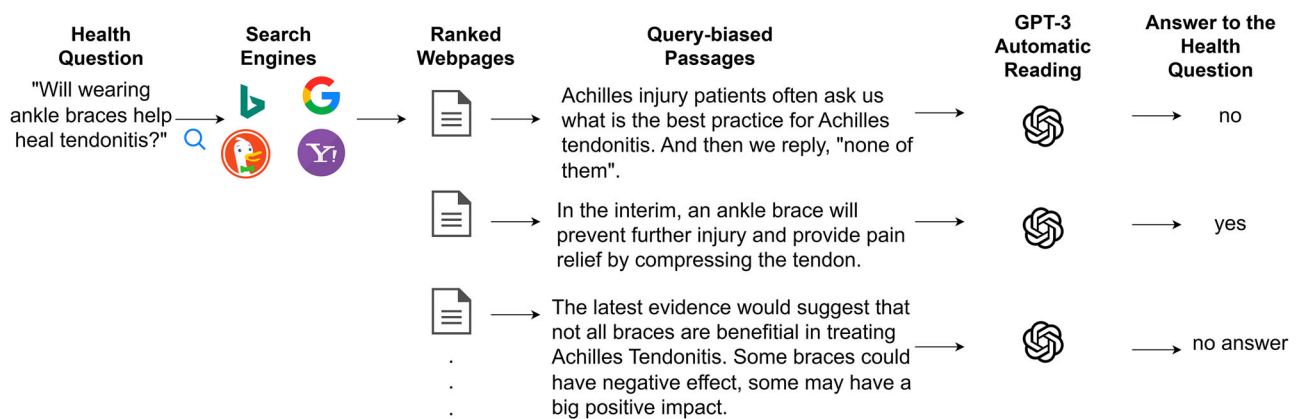 Health
Question
Search
Engines
Ranked
Webpages
Query-biased
Passages
GPT-3
Automatic
Reading
Answer to the
Health
Question
"Will wearing
ankle braces help
heal tendonitis?"
Y!
Achilles injury patients often ask us
what is the best practice for Achilles
tendonitis. And then we reply, "none of
them".
no
In the interim, an ankle brace will
prevent further injury and provide pain
relief by compressing the tendon.
yes
The latest evidence would suggest that
not all braces are benefitial in treating
Achilles Tendonitis. Some braces could
have negative effect, some may have a
big positive impact.
no answer
.
.
.